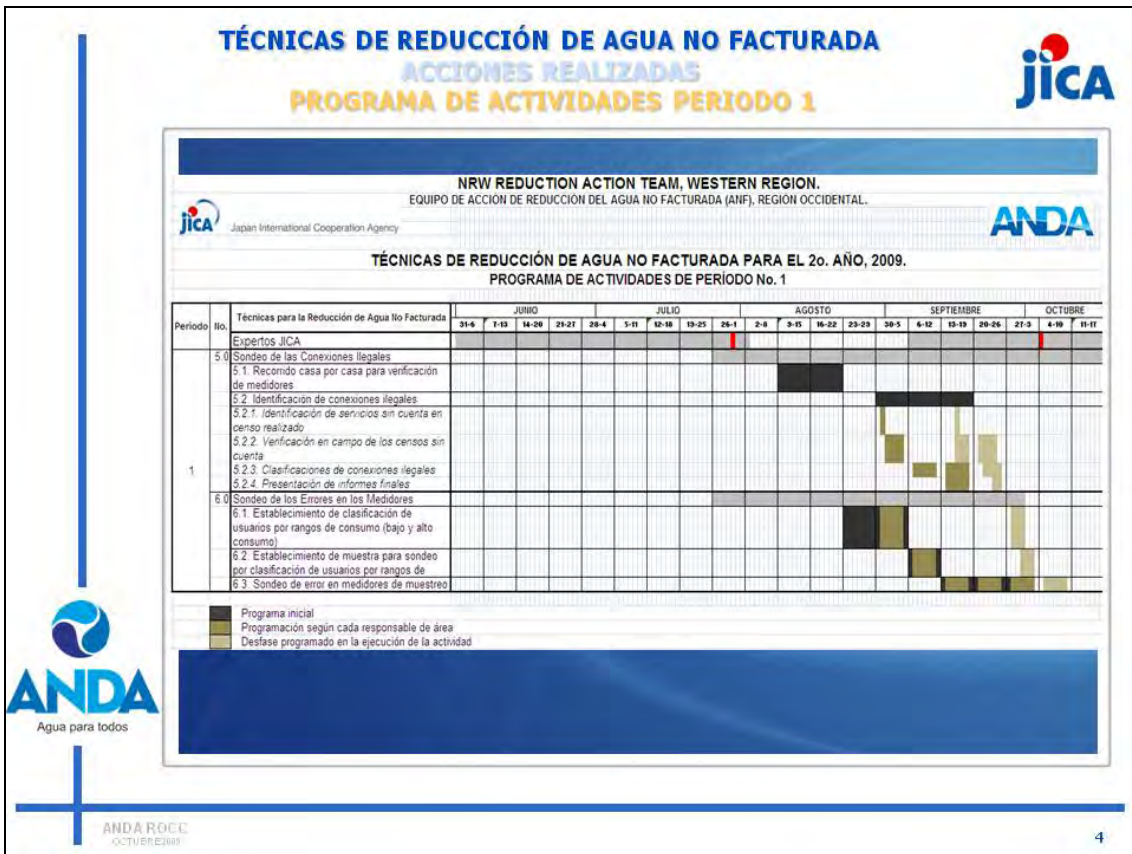 TÉCNICAS DE REDUCCIÓN DE AGUA NO FACTURADA
ACCIONES REALIZADAS
PROGRAMA DE ACTIVIDADES PERIODO 1
jica
NRW REDUCTION ACTION TEAM, WESTERN REGION.
EQUIPO DE ACCIÓN DE REDUCCIÓN DEL AGUA NO FACTURADA (ANF), REGIÓN OCCIDENTAL.
jica Japan International Cooperation Agency
ANDA
TÉCNICAS DE REDUCCIÓN DE AGUA NO FACTURADA PARA EL 2o. AÑO, 2009.
PROGRAMA DE ACTIVIDADES DE PERÍODO No. 1
Periodo No. Técnicas para la Reducción de Agua No Facturada JUNIO JULIO AGOSTO SEPTIEMBRE OCTUBRE
31-6 7-13 14-20 21-27 28-4 5-11 12-18 19-25 26-1 2-8 9-15 16-22 23-29 30-5 6-12 13-19 20-26 27-3 4-10 11-17
Expertos JICA
5.0 Sondeo de las Conexiones Ilegales
5.1. Recorrido casa por casa para verificación
de medidores
5.2. Identificación de conexiones ilegales
5.2.1. Identificación de servicios sin cuenta en
censo realizado
5.2.2. Verificación en campo de los censos sin
cuenta
1
5.2.3. Clasificaciones de conexiones ilegales
5.2.4. Presentación de informes finales
6.0 Sondeo de los Errores en los Medidores
6.1. Establecimiento de clasificación de
usuarios por rangos de consumo (bajo y alto
consumo)
6.2. Establecimiento de muestra para sondeo
por clasificación de usuarios por rangos de
6.3. Sondeo de error en medidores de muestreo
Programa inicial
Programación según cada responsable de área
Desfase programado en la ejecución de la actividad
ANDA
Agua para todos
ANDA ROCC
OCTUBRE2009
4